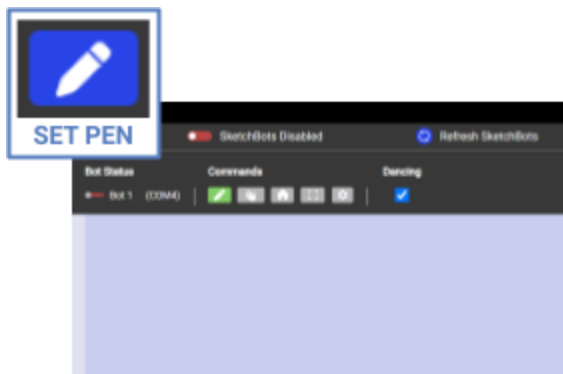 SET PEN
SketchBots Disabled
Refresh SketchBots
Bot Status
Commands
Dancing
Bot 1 (COM4)